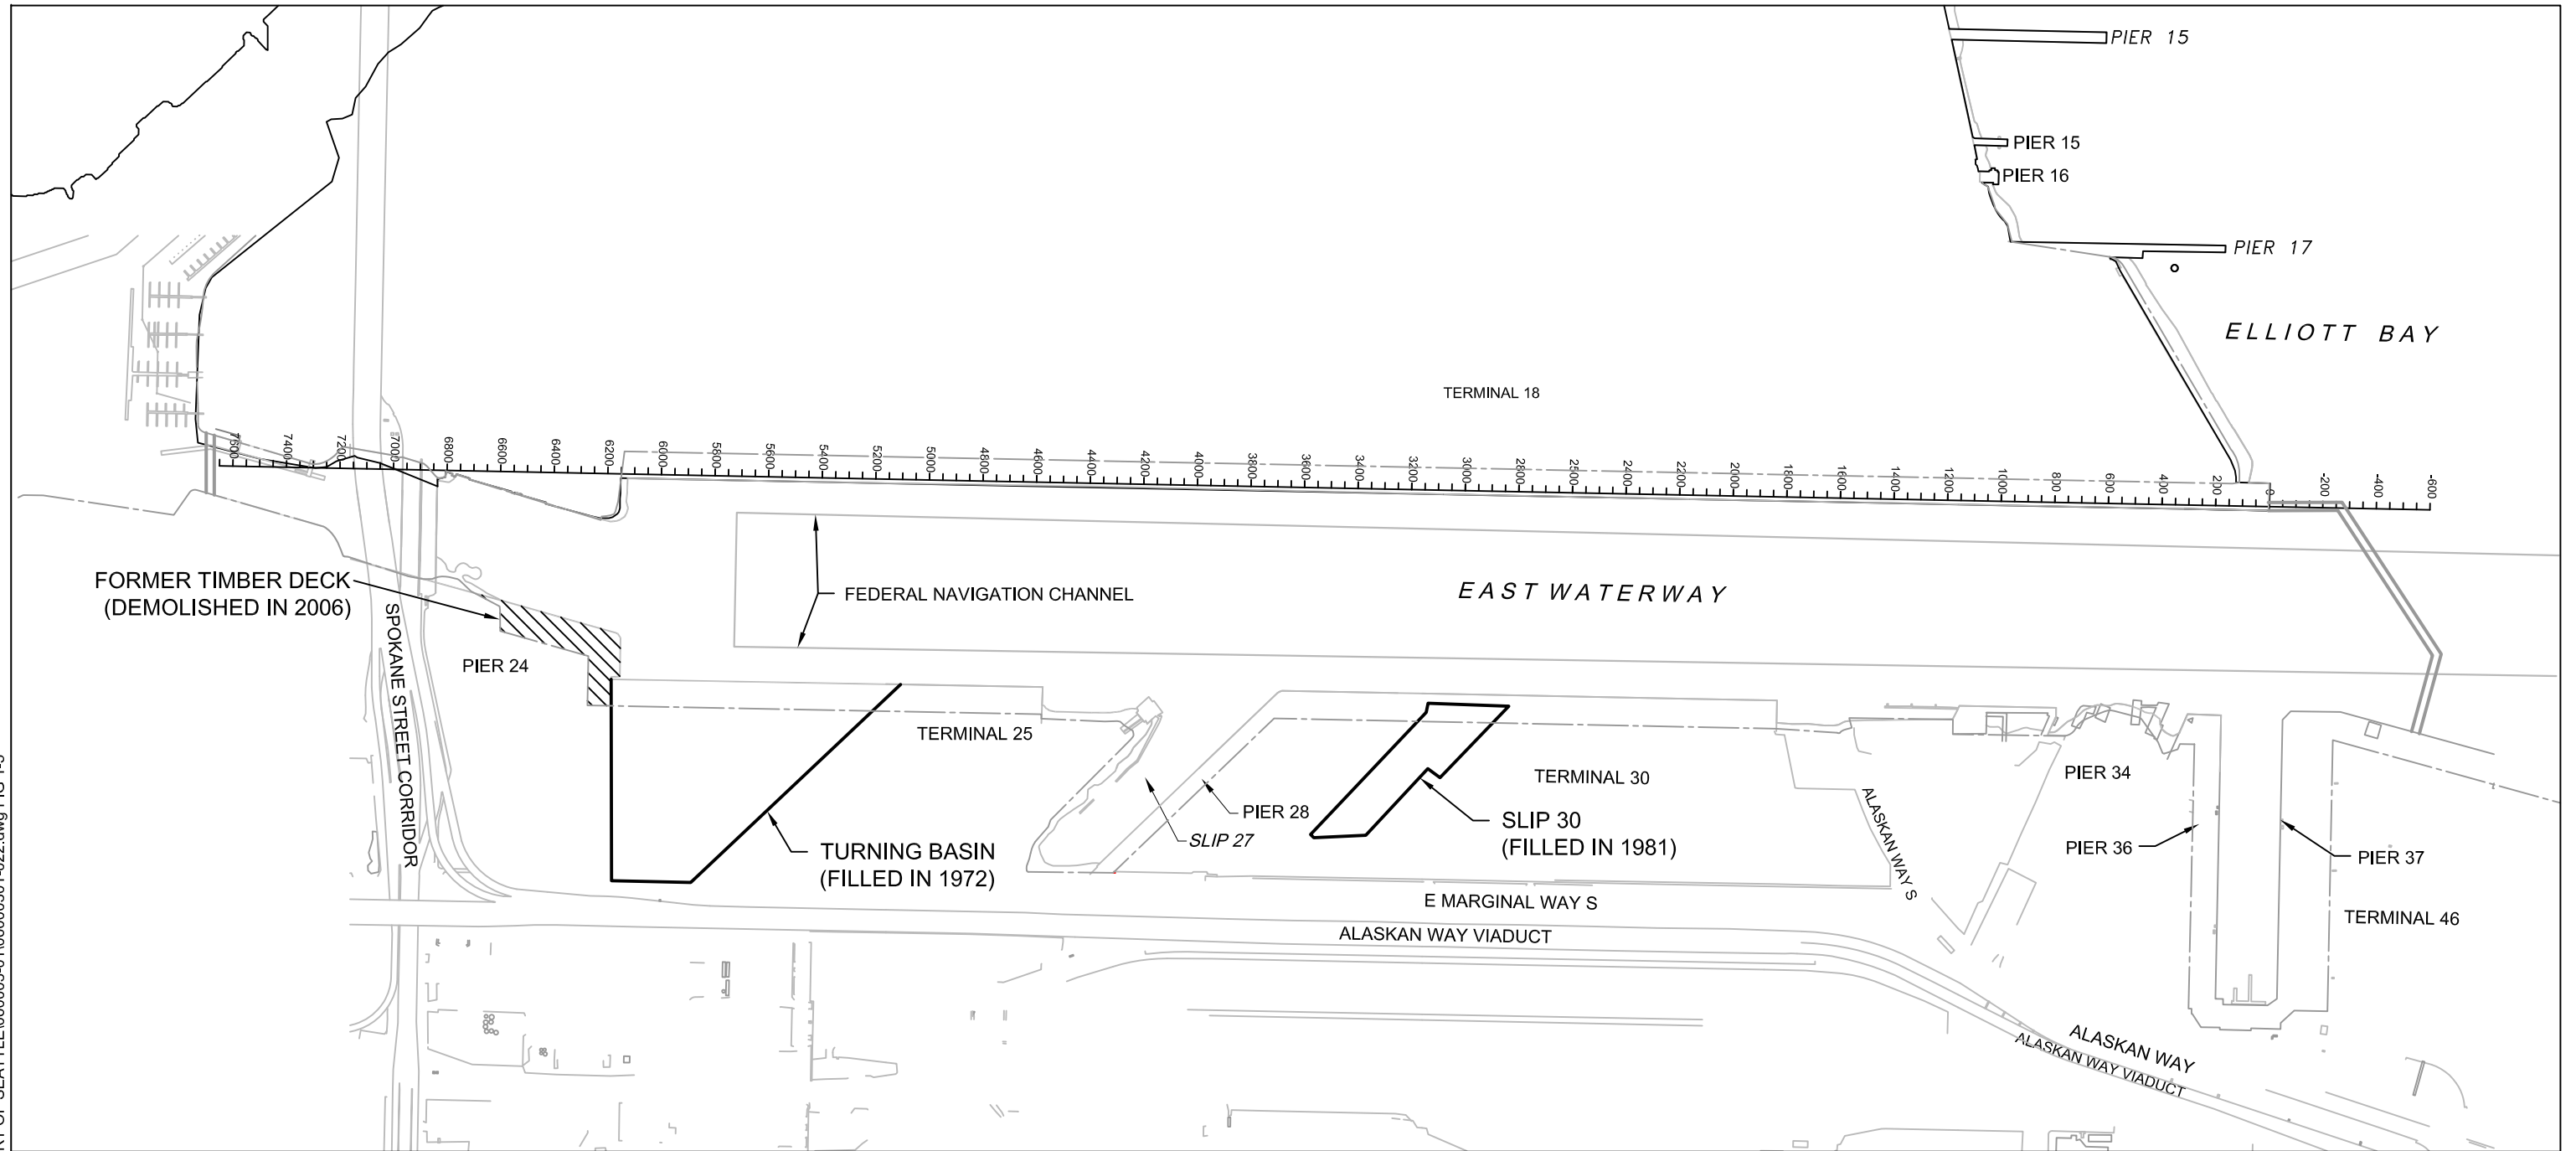 PIER 15
PIER 15
PIER 16
PIER 17
ELLIOTT BAY
TERMINAL 18
7600
7400
7200
7000
6800
6600
6400
6200
6000
5800
5600
5400
5200
5000
4800
4600
4400
4200
4000
3800
3600
3400
3200
3000
2800
2600
2400
2200
2000
1800
1600
1400
1200
1000
800
600
400
200
0
-200
-400
-600
FORMER TIMBER DECK
(DEMOLISHED IN 2006)
FEDERAL NAVIGATION CHANNEL
EAST WATERWAY
SPOKANE STREET CORRIDOR
PIER 24
TERMINAL 25
TURNING BASIN
(FILLED IN 1972)
PIER 28
SLIP 27
TERMINAL 30
SLIP 30
(FILLED IN 1981)
ALASKAN WAY S
PIER 34
PIER 36
PIER 37
TERMINAL 46
E MARGINAL WAY S
ALASKAN WAY VIADUCT
ALASKAN WAY
ALASKAN WAY VIADUCT